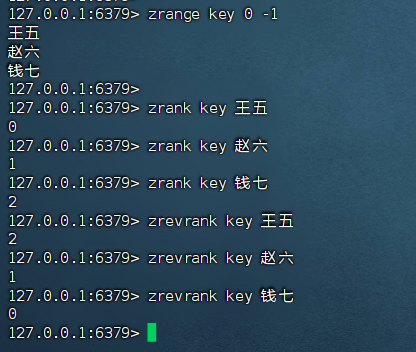 127.0.0.1:6379> zrange key 0 -1
王五
赵六
钱七
127.0.0.1:6379>
127.0.0.1:6379> zrank key 王五
0
127.0.0.1:6379> zrank key 赵六
1
127.0.0.1:6379> zrank key 钱七
2
127.0.0.1:6379> zrevrank key 王五
2
127.0.0.1:6379> zrevrank key 赵六
1
127.0.0.1:6379> zrevrank key 钱七
0
127.0.0.1:6379>